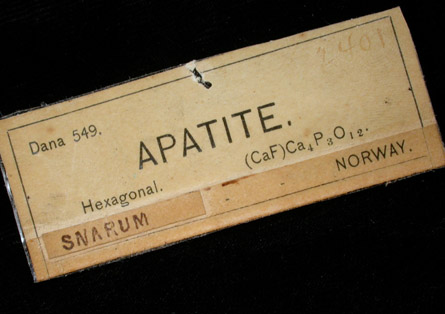 2401
Dana 549.
APATITE.
(CaF)Ca₄P₃O₁₂.
Hexagonal.
NORWAY.
SNARUM